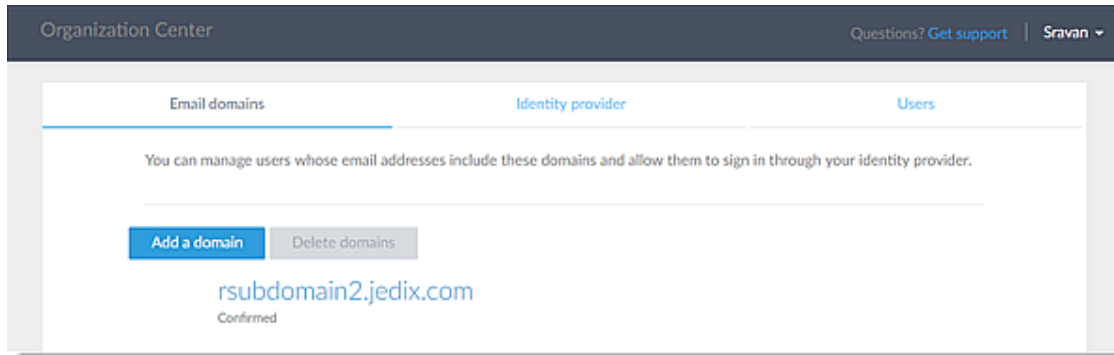 Organization Center
Questions? Get support | Sravan
Email domains
Identity provider
Users
You can manage users whose email addresses include these domains and allow them to sign in through your identity provider.
Add a domain
Delete domains
rsubdomain2.jedix.com
Confirmed